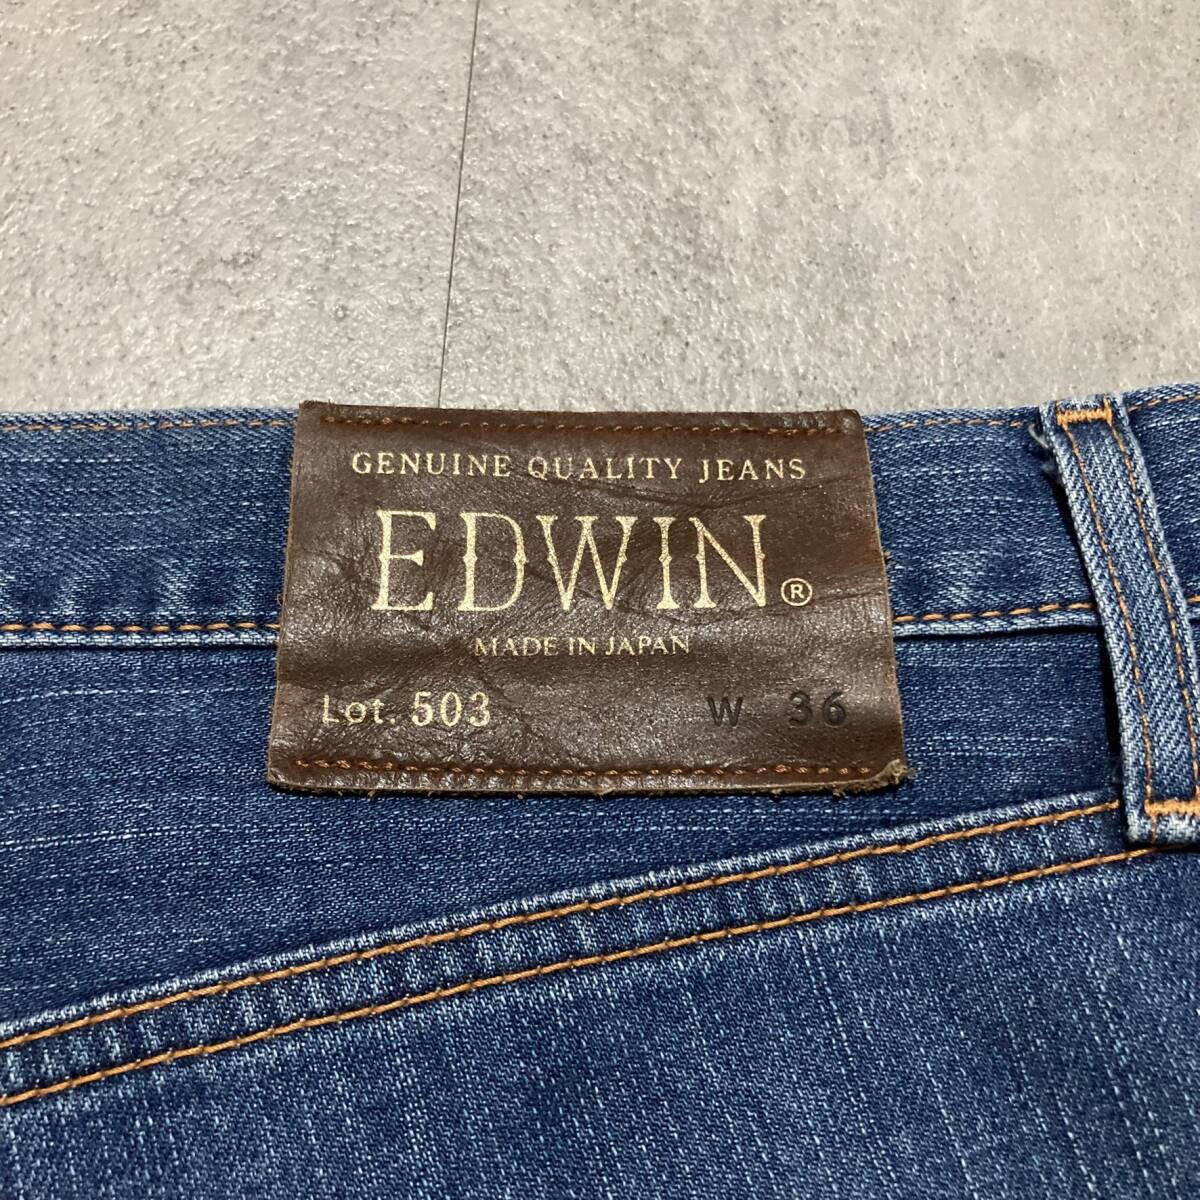 GENUINE QUALITY JEANS
EDWIN®
MADE IN JAPAN
Lot. 503 W 36